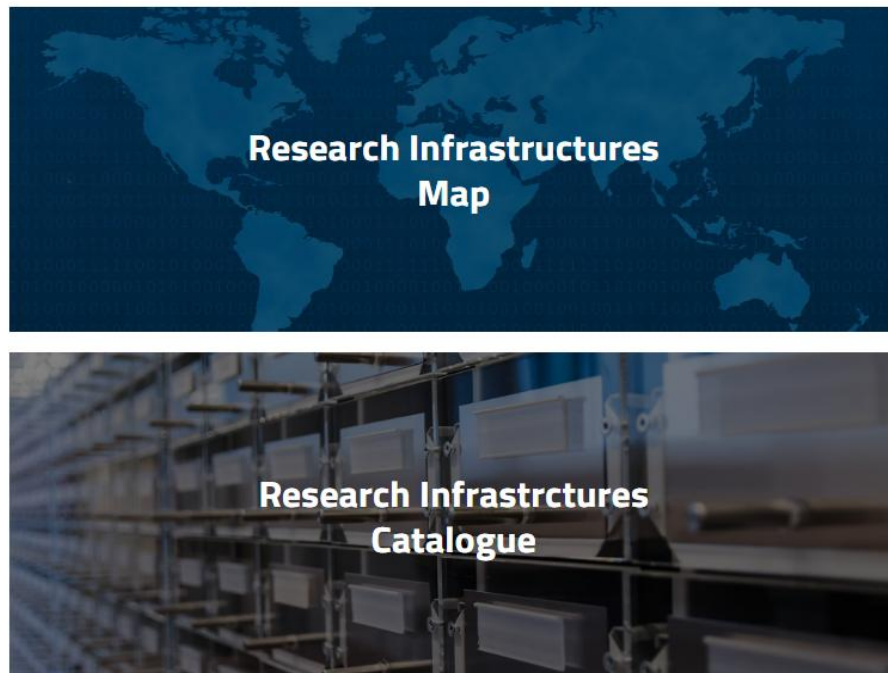 Research Infrastructures
Map
Research Infrastrctures
Catalogue